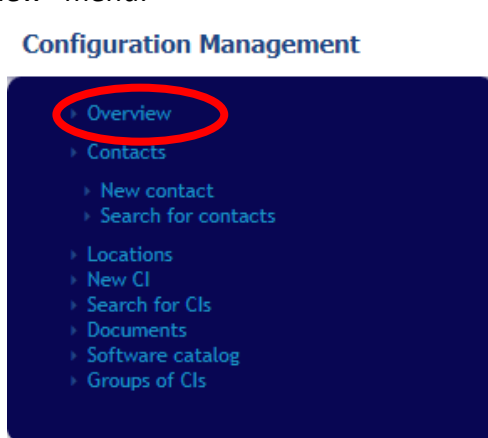 menu.
Configuration Management
Overview
Contacts
New contact
Search for contacts
Locations
New CI
Search for CIs
Documents
Software catalog
Groups of CIs